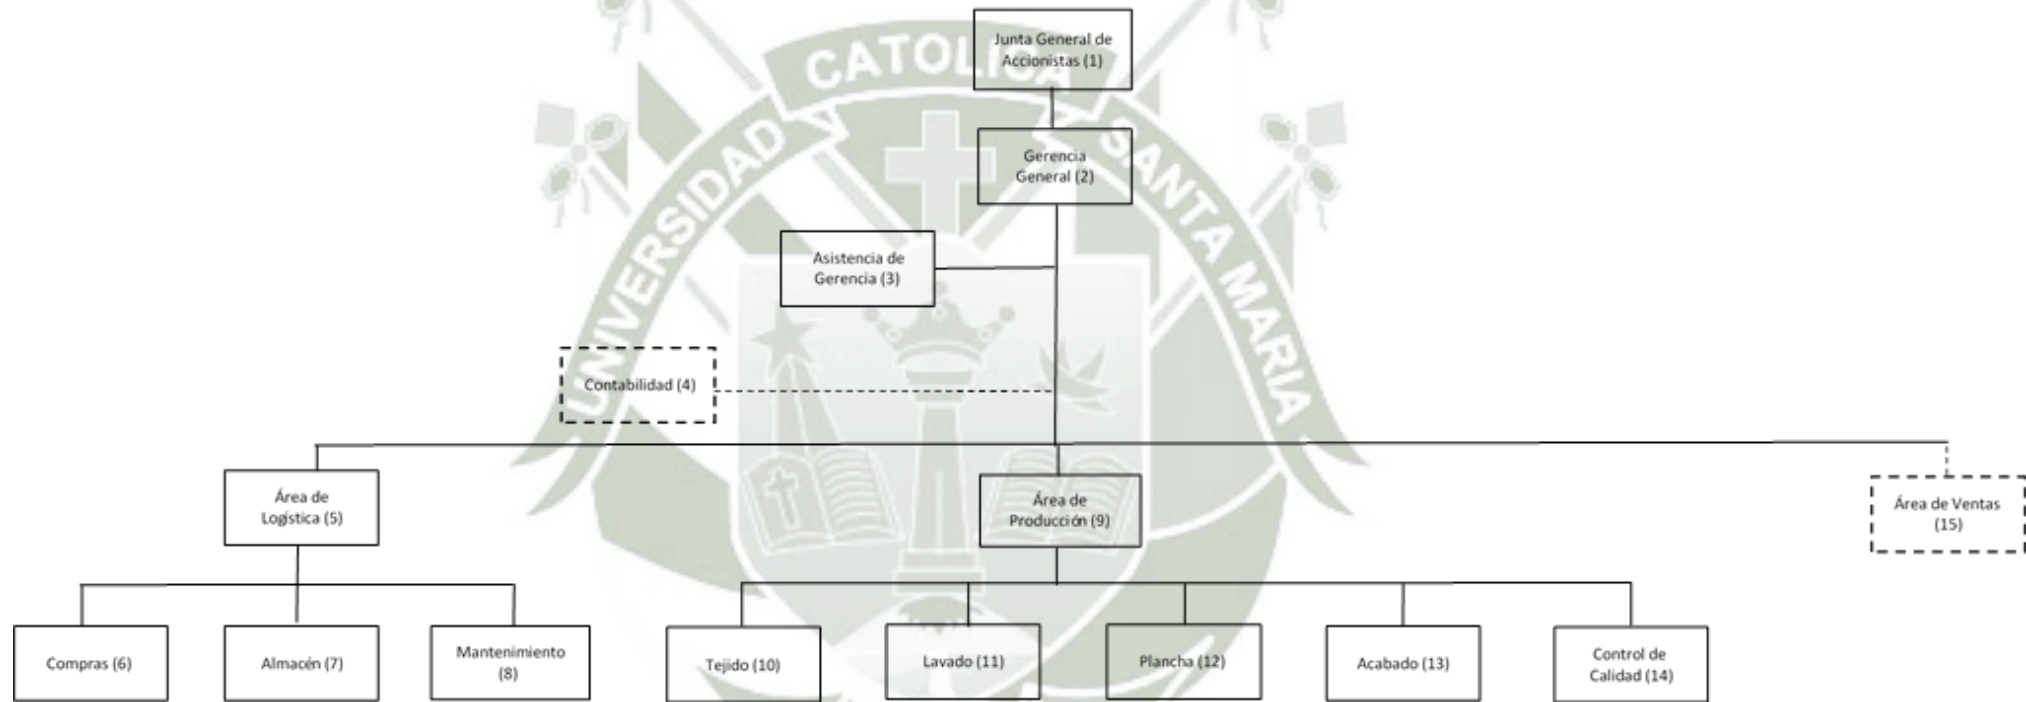 Junta General de
Accionistas (1)
Gerencia
General (2)
Asistencia de
Gerencia (3)
Contabilidad (4)
Área de
Logística (5)
Área de
Producción (9)
Área de Ventas
(15)
Compras (6)
Almacén (7)
Mantenimiento
(8)
Tejido (10)
Lavado (11)
Plancha (12)
Acabado (13)
Control de
Calidad (14)
UNIVERSIDAD CATOLICA SANTA MARIA